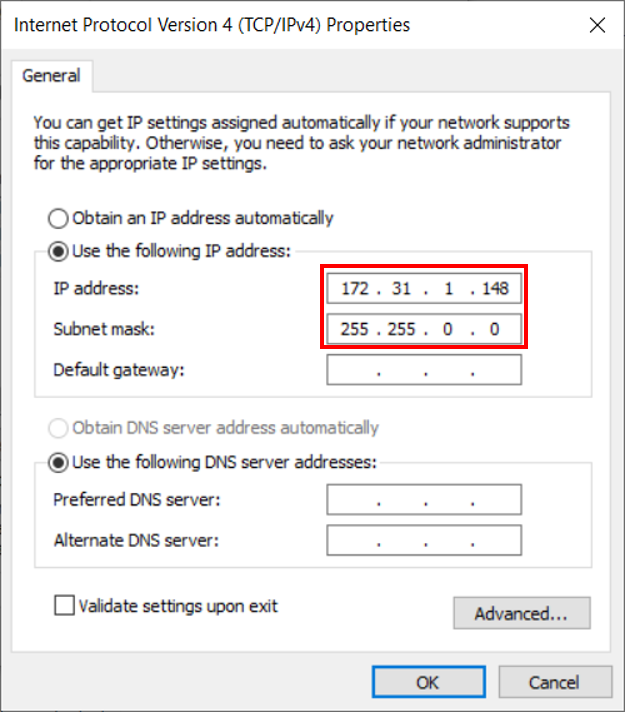 Internet Protocol Version 4 (TCP/IPv4) Properties
General
You can get IP settings assigned automatically if your network supports
this capability. Otherwise, you need to ask your network administrator
for the appropriate IP settings.
Obtain an IP address automatically
Use the following IP address:
IP address: 172 . 31 . 1 . 148
Subnet mask: 255 . 255 . 0 . 0
Default gateway: . . .
Obtain DNS server address automatically
Use the following DNS server addresses:
Preferred DNS server: . . .
Alternate DNS server: . . .
Validate settings upon exit
Advanced...
OK Cancel